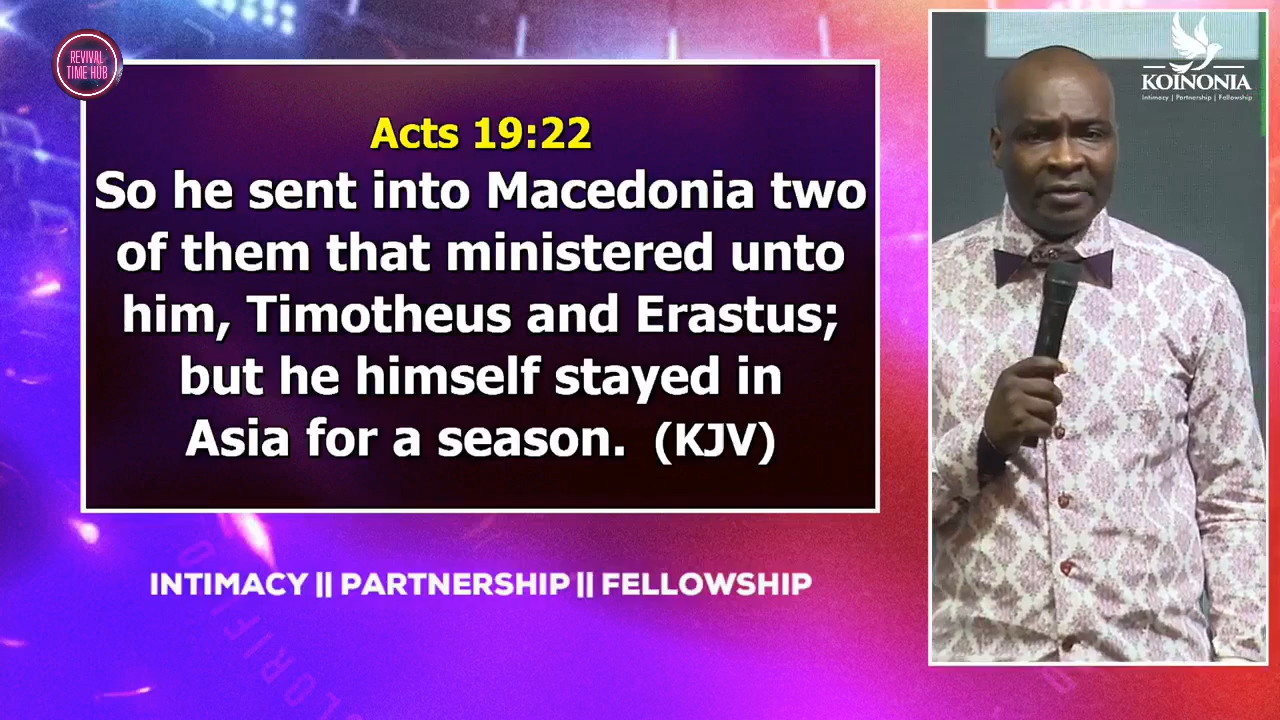 REVIVAL
TIME HUB
KOINONIA
Intimacy | Partnership | Fellowship
Acts 19:22
So he sent into Macedonia two
of them that ministered unto
him, Timotheus and Erastus;
but he himself stayed in
Asia for a season.  (KJV)
INTIMACY || PARTNERSHIP || FELLOWSHIP